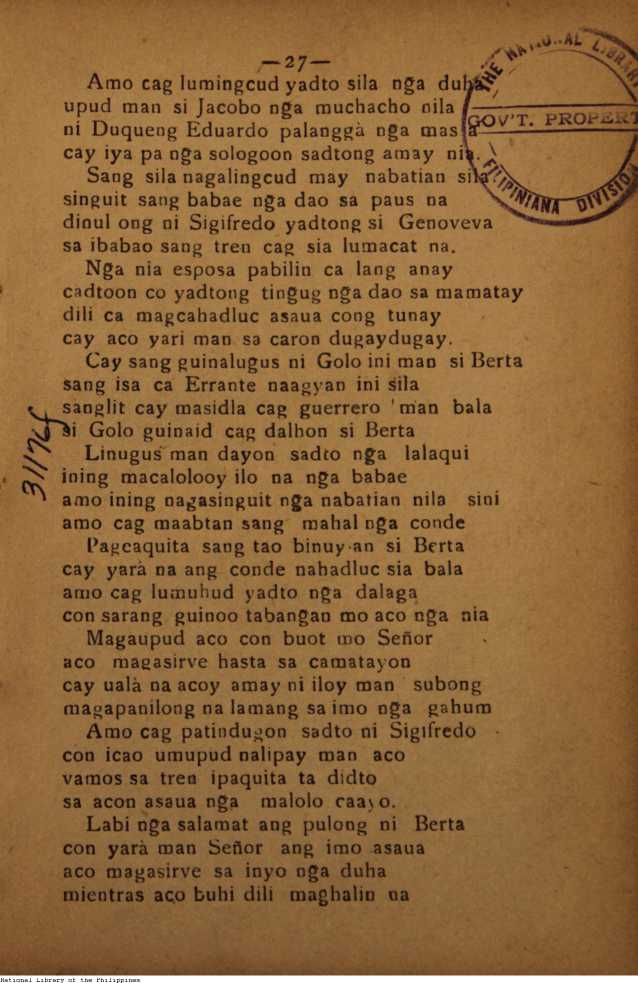 —27—
Amo cag lumingcud yadto sila nga duha
upud man si Jacobo nga muchacho nila
ni Duqueng Eduardo palanggà nga mas a
cay iya pa nga sologoon sadtong amay nila.
Sang sila nagalingcud may nabatian sila
singuit sang babae nga dao sa paus na
dinul ong ni Sigifredo yadtong si Genoveva
sa ibabao sang tren cag sia lumacat na.
Nga nia esposa pabilin ca lang anay
cadtoon co yadtong tingug nga dao sa mamatay
dili ca magcahadluc asaua cong tunay
cay aco yari man sa caron dugaydugay.
Cay sang guinalugus ni Golo ini man si Berta
sang isa ca Errante naagyan ini sila
sanglit cay masidla cag guerrero 'man bala
si Golo guinaid cag dalhon si Berta
Linugus man dayon sadto nga lalaqui
ining macalolooy ilo na nga babae
amo ining nagasinguit nga nabatian nila sini
amo cag maabtan sang mahal nga conde
Pagcaquita sang tao binuy-an si Berta
cay yarà na ang conde nahadluc sia bala
amo cag lumuhud yadto nga dalaga
con sarang guinoo tabangan mo aco nga nia
Magaupud aco con buot mo Señor
aco magasirve hasta sa camatayon
cay ualà na acoy amay ni iloy man subong
magapanilong na lamang sa imo nga gahum
Amo cag patindugon sadto ni Sigifredo
con icao umupud nalipay man aco
vamos sa tren ipaquita ta didto
sa acon asaua nga malolo caayo.
Labi nga salamat ang pulong ni Berta
con yarà man Señor ang imo asaua
aco magasirve sa inyo nga duha
mientras aco buhi dili maghalin na
THE NATIONAL LIBRARY
GOV'T. PROPERT
FILIPINIANA DIVISIO
311764
National Library of the Philippines